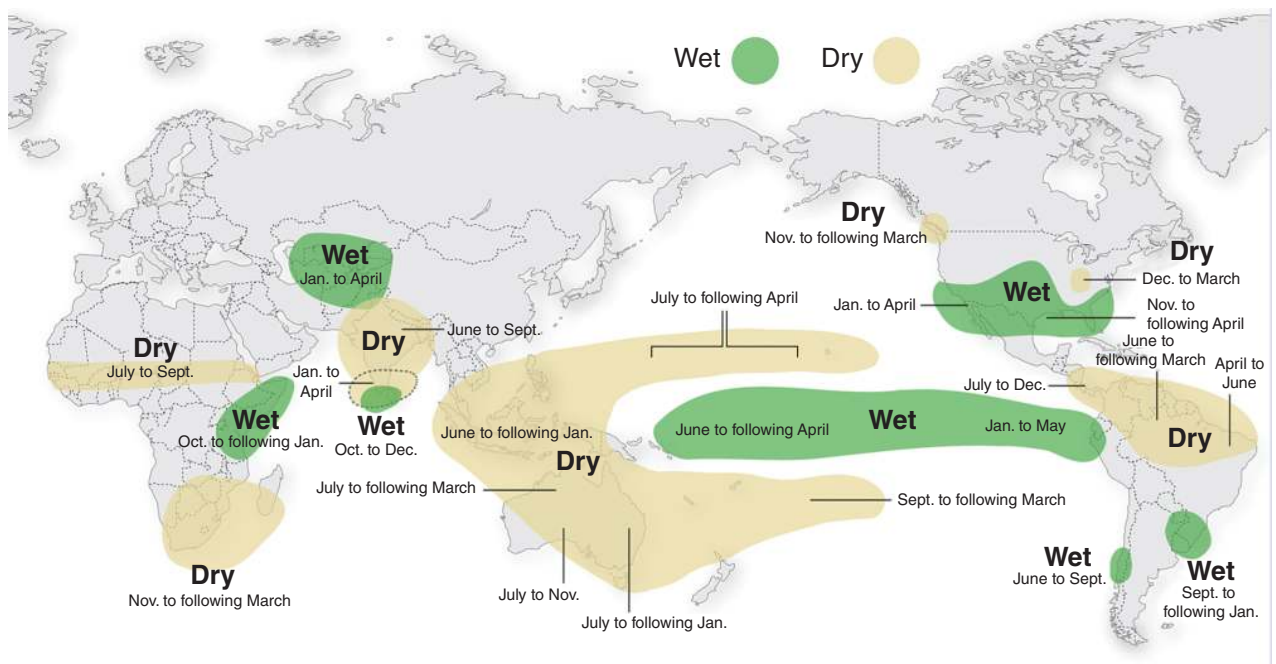 Wet
Dry
Dry
Nov. to following March
Dry
Dec. to March
Wet
Jan. to April
Wet
Jan. to April
Nov. to
following April
July to following April
June to Sept.
Dry
Dry
July to Sept.
Jan. to
April
June to
following March
April to
June
July to Dec.
Wet
Oct. to following Jan.
Wet
Oct. to Dec.
June to following Jan.
Dry
June to following April
Wet
Jan. to May
Dry
July to following March
Sept. to following March
Dry
Nov. to following March
July to Nov.
July to following Jan.
Wet
June to Sept.
Wet
Sept. to
following Jan.